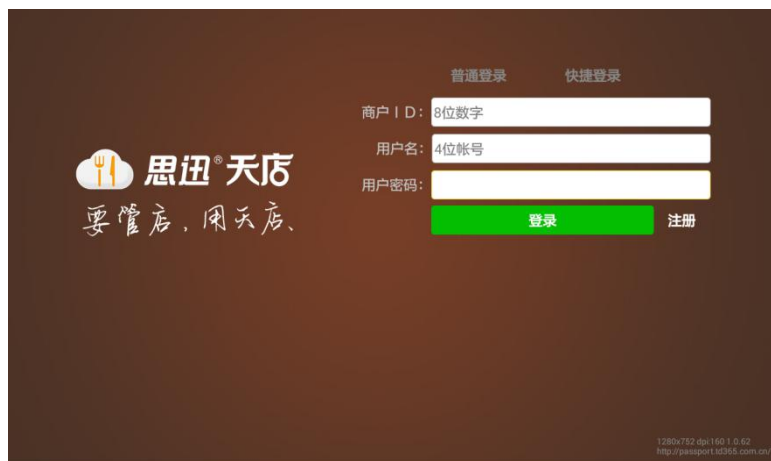 普通登录 快捷登录
商户ID: 8位数字
用户名: 4位帐号
用户密码:
登录 注册
思迅®天店
要管店,用天店、
1280x752 dpi:160 1.0.62
http://passport.td365.com.cn/